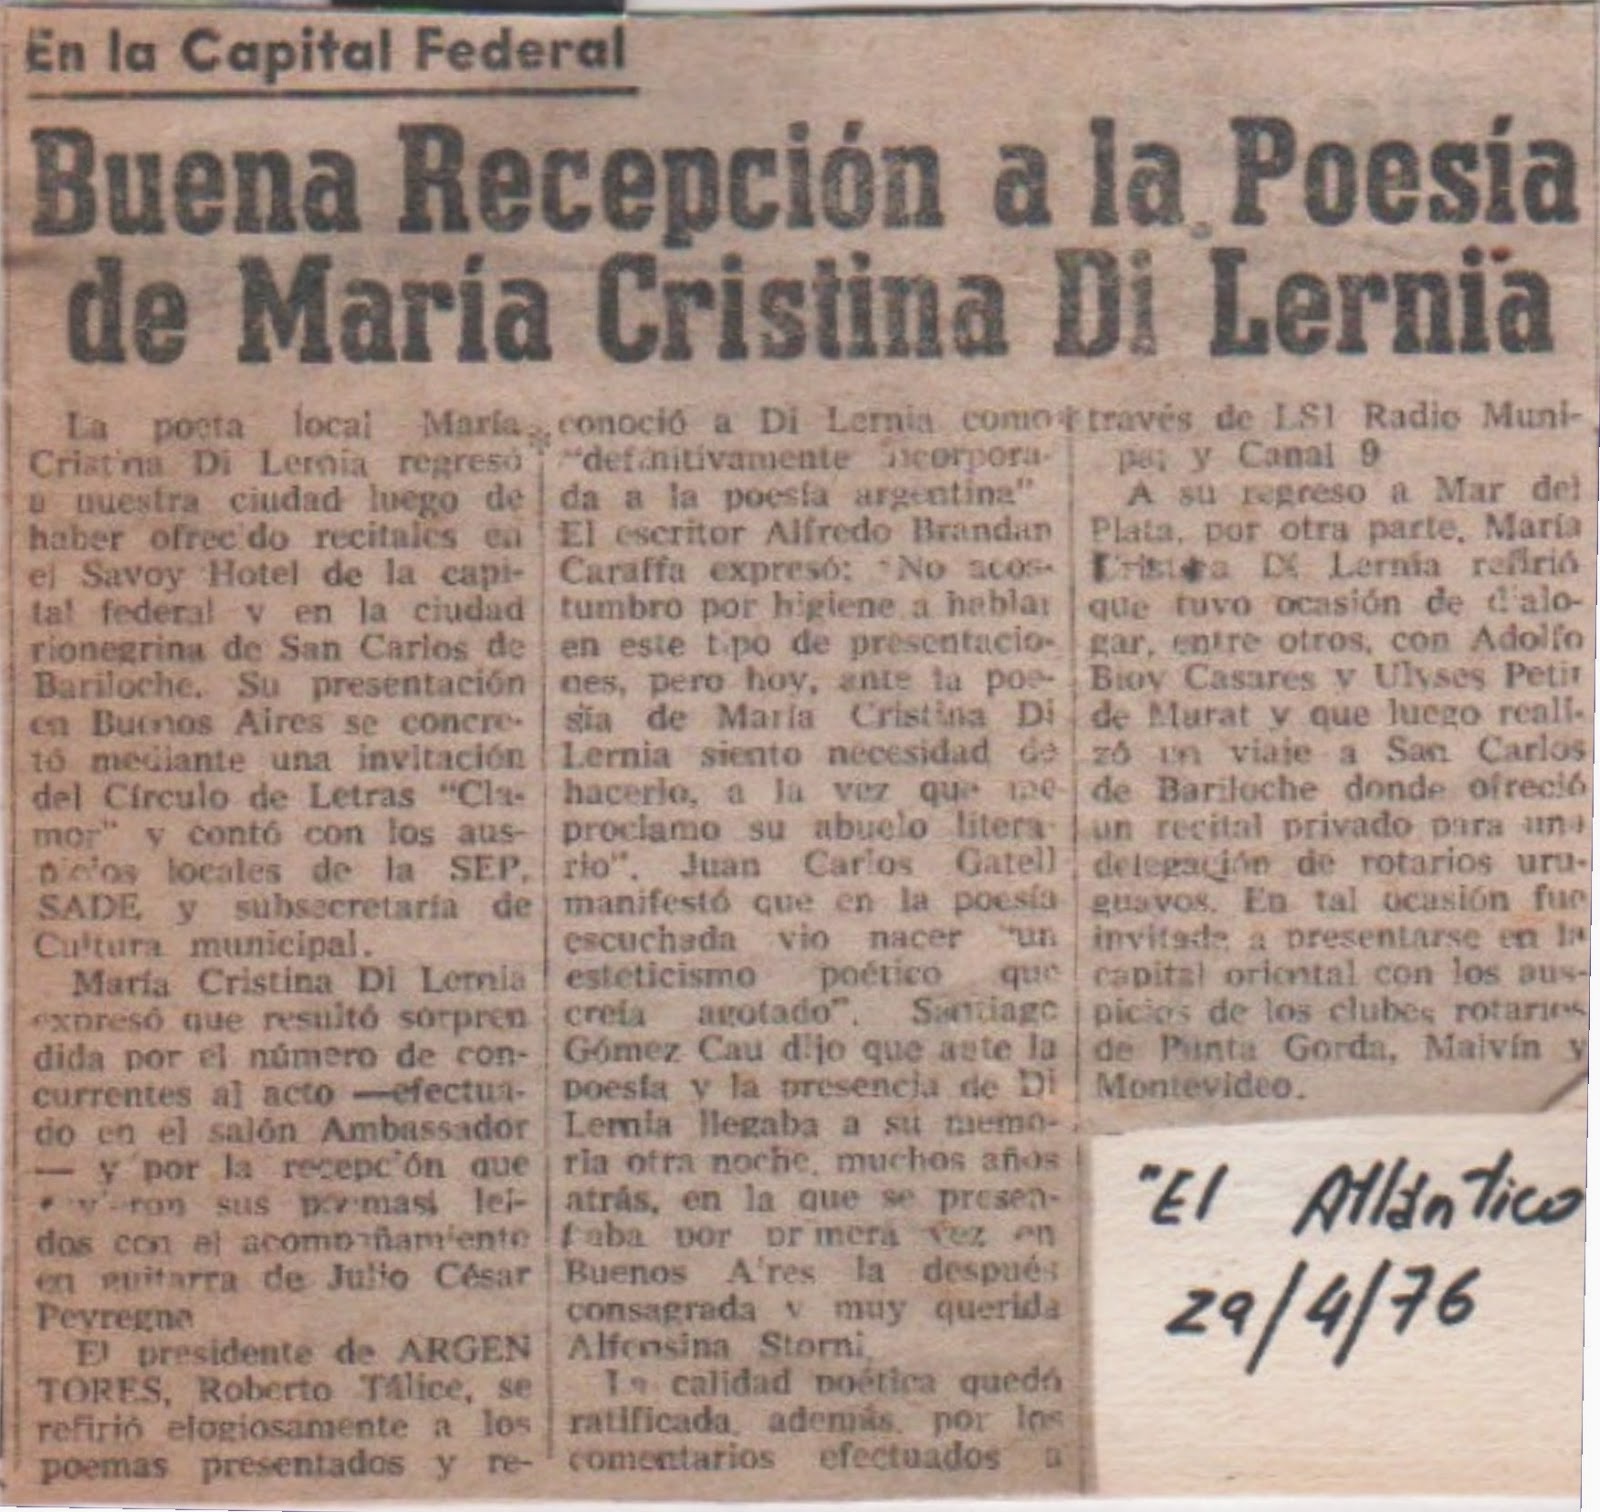 En la Capital Federal
Buena Recepción a la Poesía
de María Cristina Di Lernia
La poeta local María
Cristina Di Lernia regresó
a nuestra ciudad luego de
haber ofrecido recitales en
el Savoy Hotel de la capi-
tal federal y en la ciudad
rionegrina de San Carlos de
Bariloche. Su presentación
en Buenos Aires se concre-
tó mediante una invitación
del Círculo de Letras "Cla-
mor" y contó con los aus-
picios locales de la SEP,
SADE y subsecretaría de
Cultura municipal.
María Cristina Di Lernia
expresó que resultó sorpren
dida por el número de con-
currentes al acto —efectua-
do en el salón Ambassador
— y por la recepción que
sus poemas, leí-
dos con el acompañamiento
en guitarra de Julio César
Peyregne
El presidente de ARGEN
TORES, Roberto Tálice, se
refirió elogiosamente a los
poemas presentados y re-
conoció a Di Lernia como
"definitivamente incorpora-
da a la poesía argentina"
El escritor Alfredo Brandan
Caraffa expresó: "No acos-
tumbro por higiene a hablar
en este tipo de presentacio-
nes, pero hoy, ante la poe-
sía de María Cristina Di
Lernia siento necesidad de
hacerlo, a la vez que me
proclamo su abuelo litera-
rio". Juan Carlos Gatell
manifestó que en la poesía
escuchada vio nacer "un
esteticismo poético que
creía agotado". Santiago
Gómez Cau dijo que ante la
poesía y la presencia de Di
Lernia llegaba a su memo-
ria otra noche, muchos años
atrás, en la que se presen-
taba por primera vez en
Buenos Aires la después
consagrada y muy querida
Alfonsina Storni.
La calidad poética quedó
ratificada, además, por los
comentarios efectuados a
través de LS1 Radio Muni-
pal y Canal 9
A su regreso a Mar del
Plata, por otra parte, María
Cristina Di Lernia refirió
que tuvo ocasión de dialo-
gar, entre otros, con Adolfo
Bioy Casares y Ulyses Petit
de Murat y que luego reali-
zó un viaje a San Carlos
de Bariloche donde ofreció
un recital privado para una
delegación de rotarios uru-
guayos. En tal ocasión fue
invitada a presentarse en la
capital oriental con los aus-
picios de los clubes rotarios
de Punta Gorda, Malvín y
Montevideo.
"El Atlántico
29/4/76